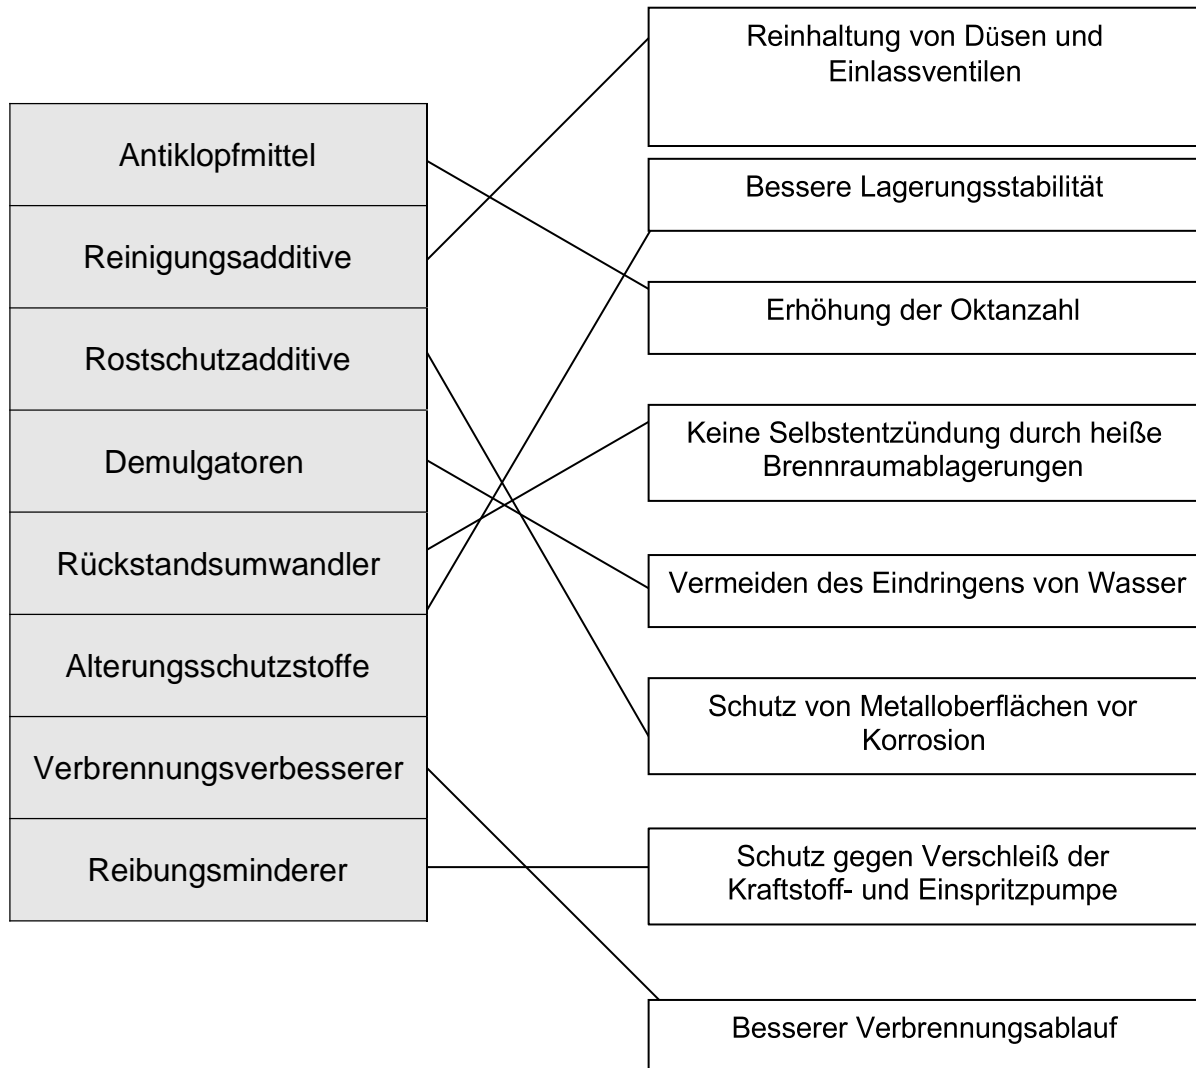 Antiklopfmittel
Reinigungsadditive
Rostschutzadditive
Demulgatoren
Rückstandsumwandler
Alterungsschutzstoffe
Verbrennungsverbesserer
Reibungsminderer
Reinhaltung von Düsen und
Einlassventilen
Bessere Lagerungsstabilität
Erhöhung der Oktanzahl
Keine Selbstentzündung durch heiße
Brennraumablagerungen
Vermeiden des Eindringens von Wasser
Schutz von Metalloberflächen vor
Korrosion
Schutz gegen Verschleiß der
Kraftstoff- und Einspritzpumpe
Besserer Verbrennungsablauf